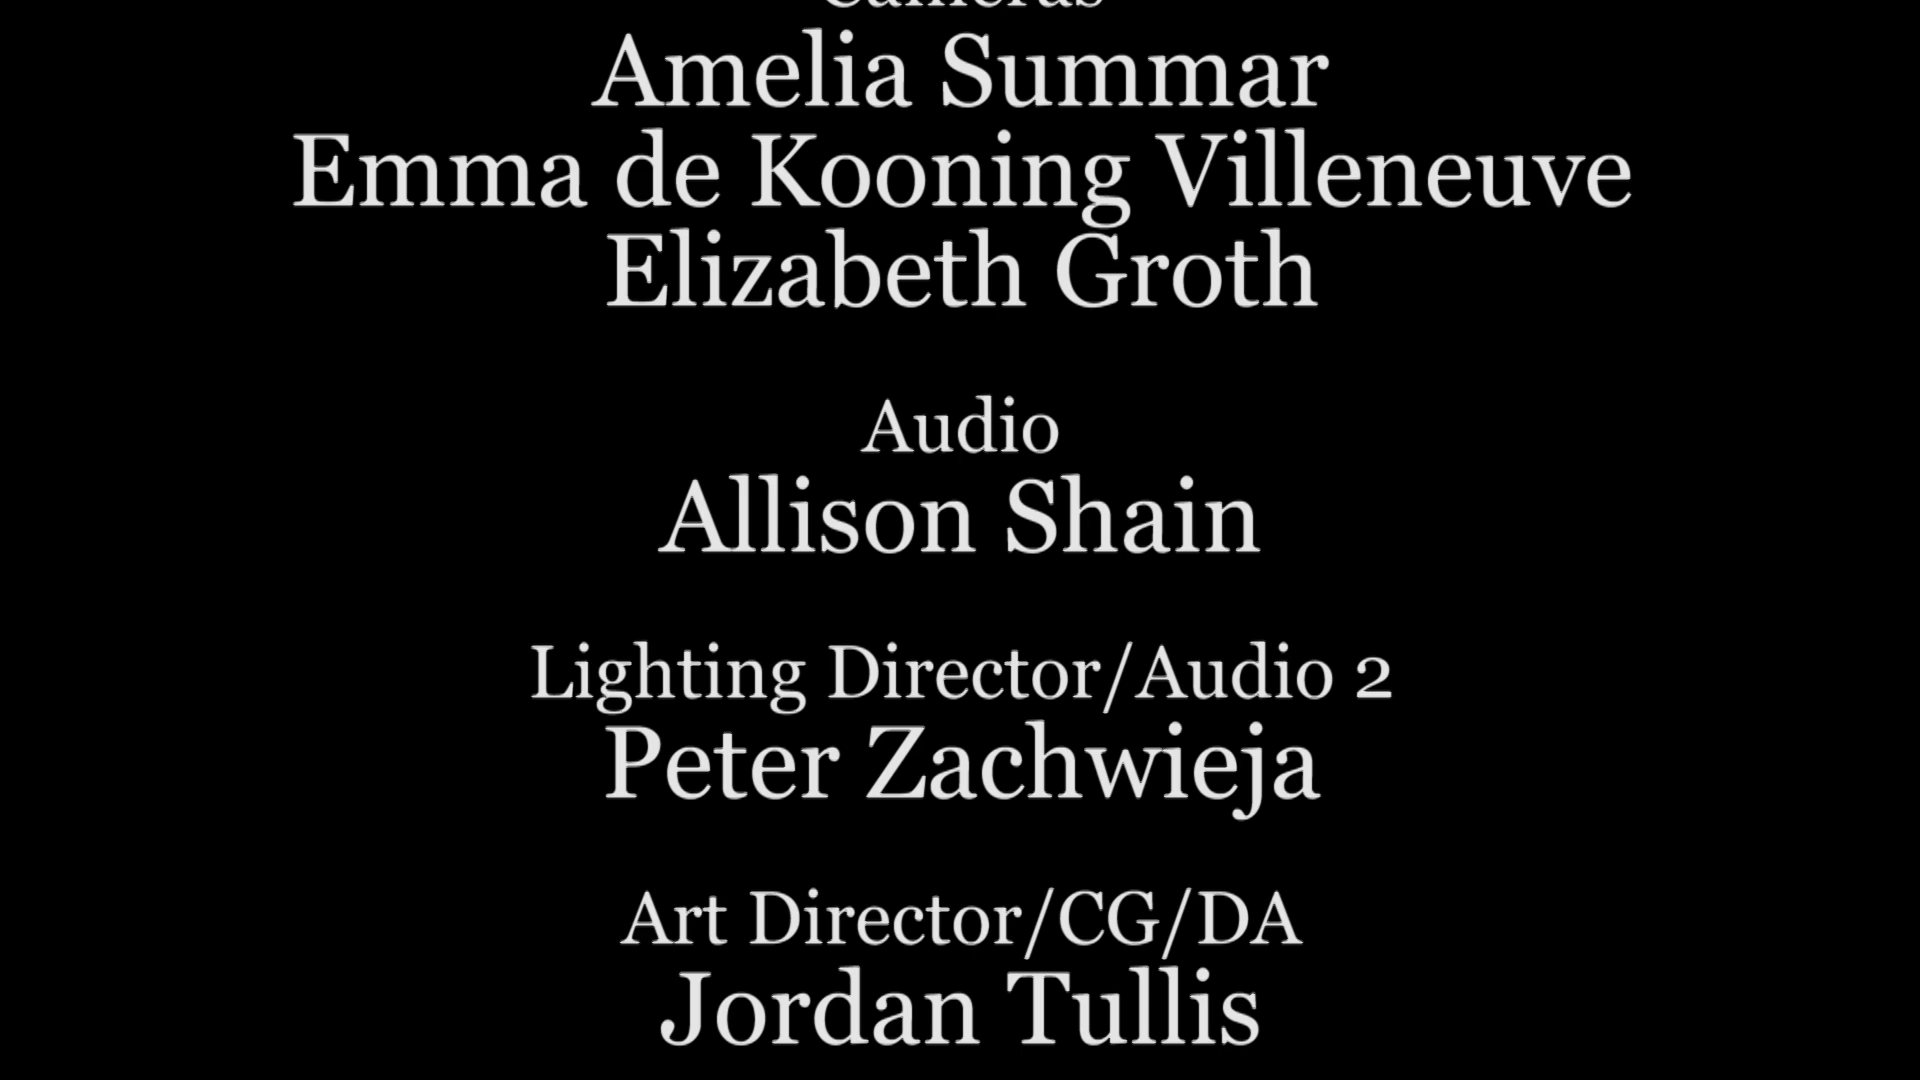 Cameras
Amelia Summar
Emma de Kooning Villeneuve
Elizabeth Groth
Audio
Allison Shain
Lighting Director/Audio 2
Peter Zachwieja
Art Director/CG/DA
Jordan Tullis